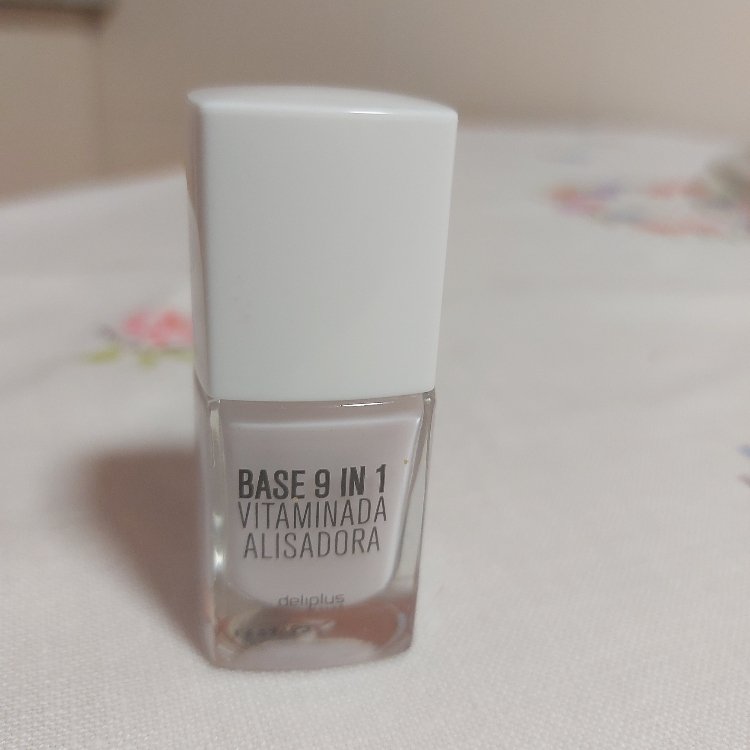 BASE 9 IN 1
VITAMINADA
ALISADORA
deliplus